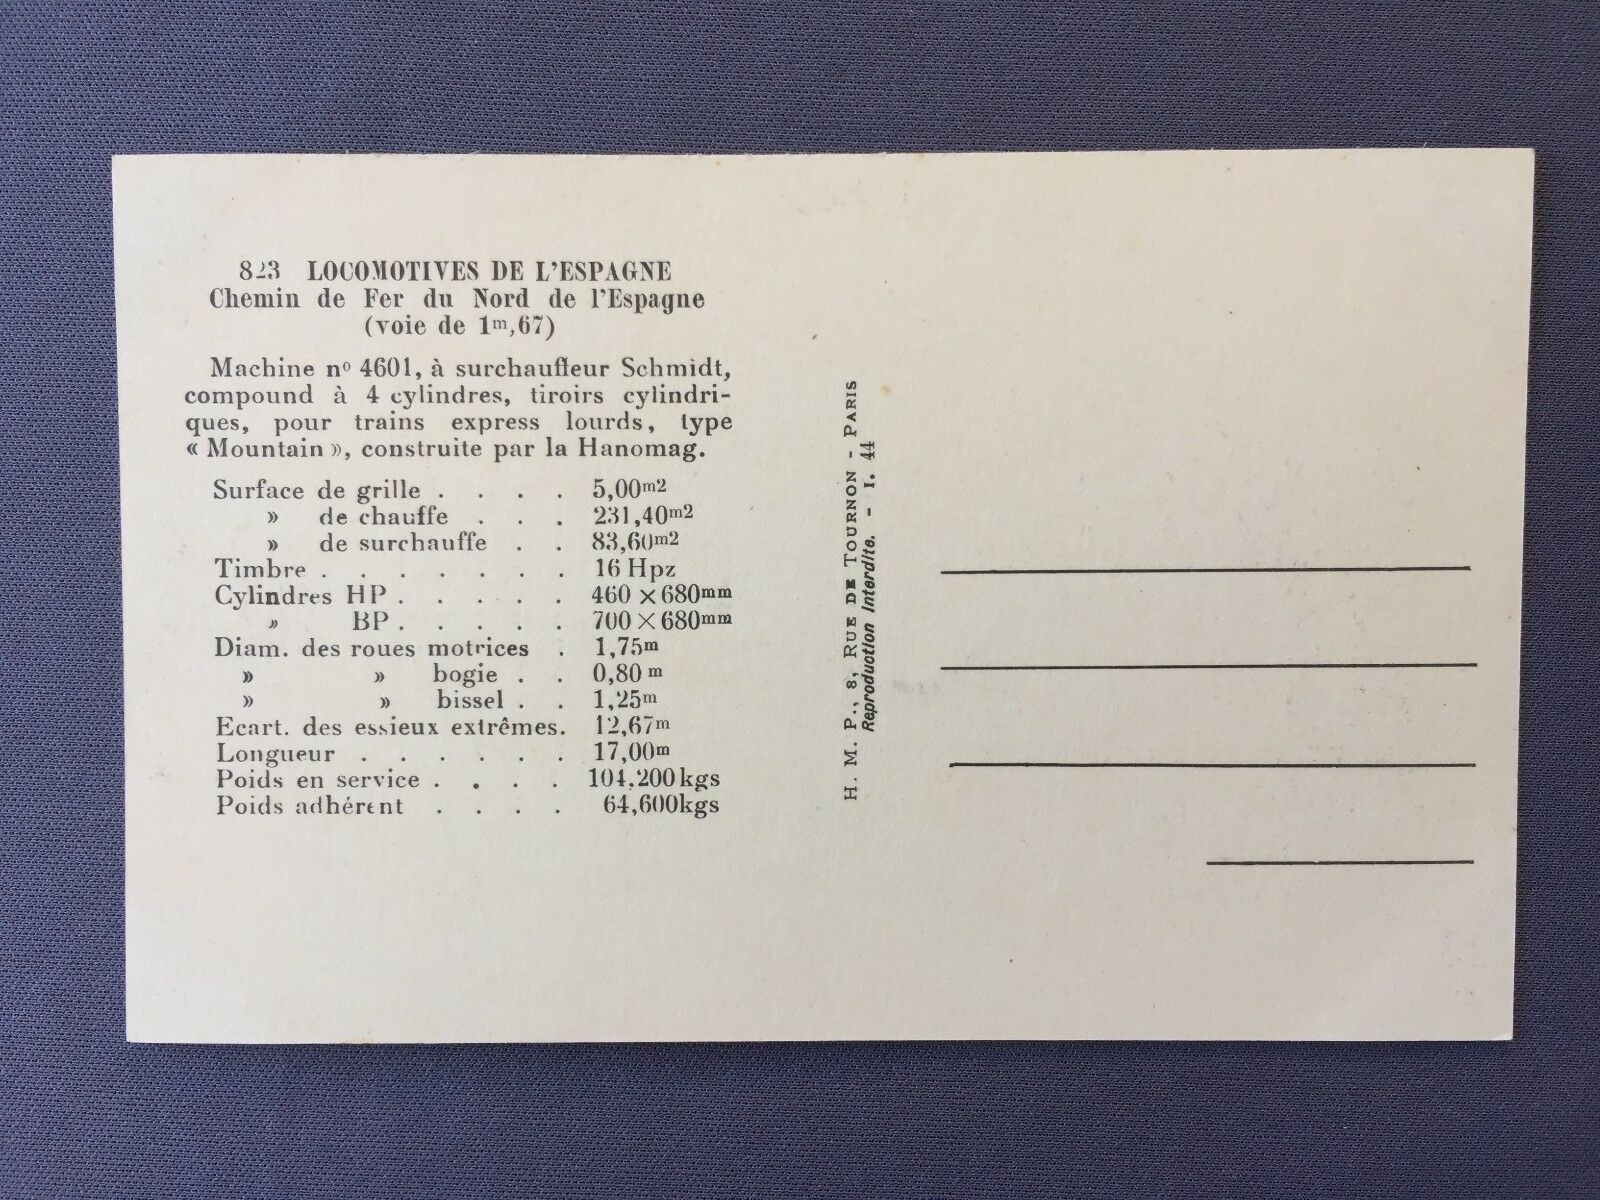 823 LOCOMOTIVES DE L'ESPAGNE
Chemin de Fer du Nord de l'Espagne
(voie de 1m,67)
Machine no 4601, à surchauffeur Schmidt,
compound à 4 cylindres, tiroirs cylindri-
ques, pour trains express lourds, type
« Mountain », construite par la Hanomag.
Surface de grille . . . . 5,00m2
» de chauffe . . . 231,40m2
» de surchauffe . . 83,60m2
Timbre . . . . . . . 16 Hpz
Cylindres HP . . . . . 460 × 680mm
» BP . . . . . 700 × 680mm
Diam. des roues motrices . 1,75m
» » bogie . . 0,80 m
» » bissel . . 1,25m
Ecart. des essieux extrêmes. 12,67m
Longueur . . . . . . 17,00m
Poids en service . . . . 104.200 kgs
Poids adhérent . . . . 64,600kgs
H. M. P., 8, RUE DE TOURNON - PARIS
Reproduction Interdite. - I. 44